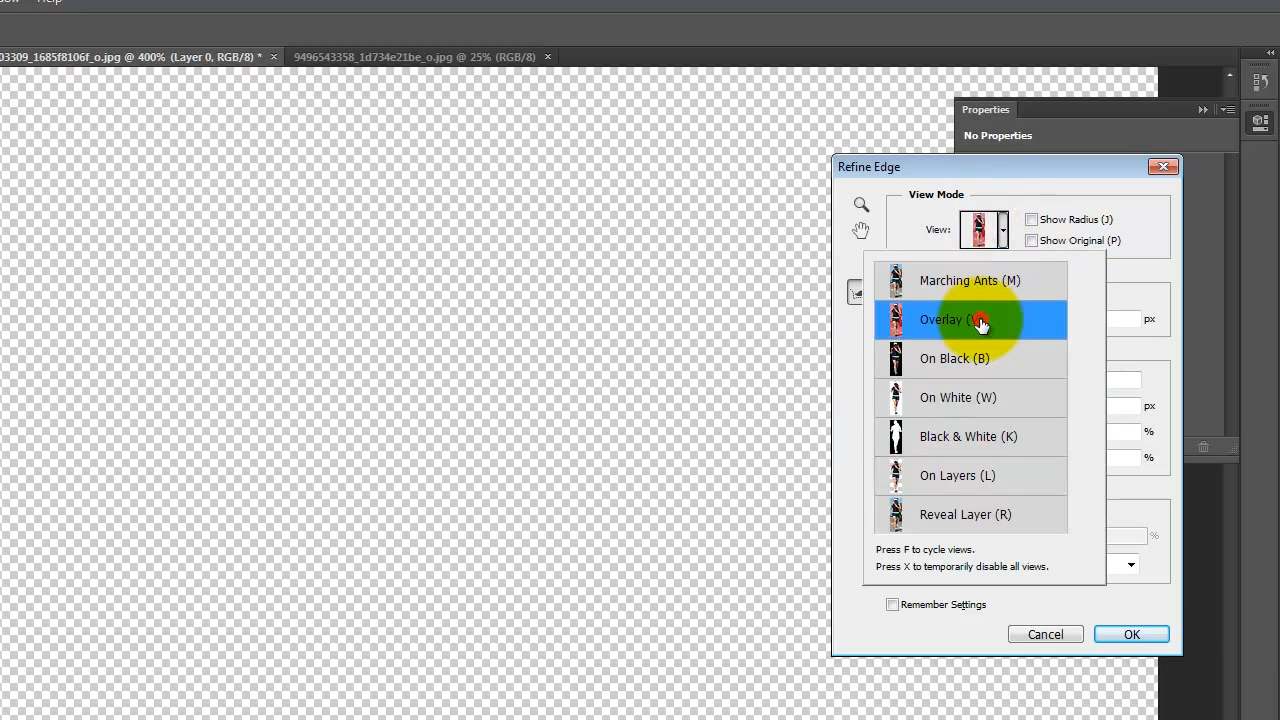 Help
03309_1685f8106f_o.jpg @ 400% (Layer 0, RGB/8) *
9496543358_1d734e21be_o.jpg @ 25% (RGB/8)
Properties
No Properties
Refine Edge
View Mode
View:
Show Radius (J)
Show Original (P)
Marching Ants (M)
Overlay (
px
On Black (B)
On White (W)
px
%
Black & White (K)
%
On Layers (L)
Reveal Layer (R)
%
Press F to cycle views.
Press X to temporarily disable all views.
Remember Settings
Cancel
OK